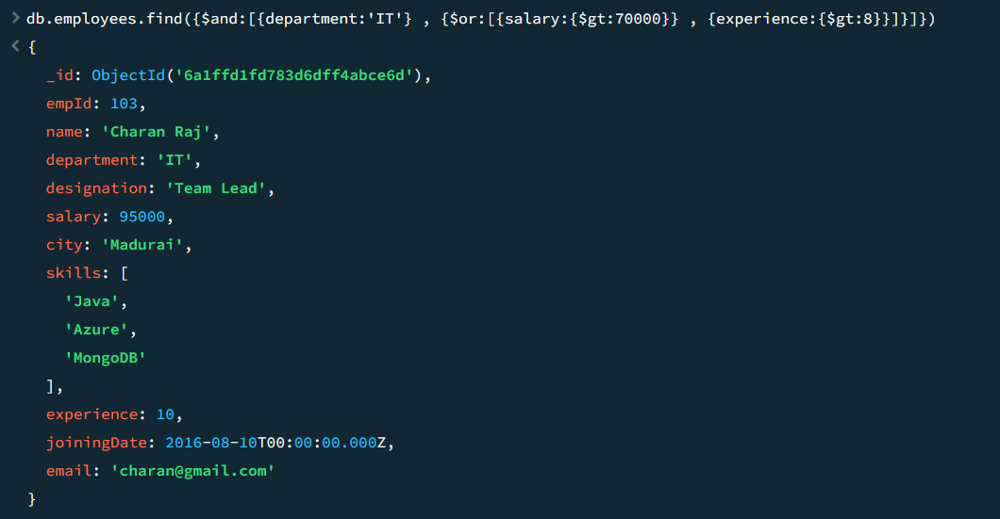 > db.employees.find({$and:[{department:'IT'} , {$or:[{salary:{$gt:70000}} , {experience:{$gt:8}}]}]})
< {
_id: ObjectId('6a1ffd1fd783d6dff4abce6d'),
empId: 103,
name: 'Charan Raj',
department: 'IT',
designation: 'Team Lead',
salary: 95000,
city: 'Madurai',
skills: [
'Java',
'Azure',
'MongoDB'
],
experience: 10,
joiningDate: 2016-08-10T00:00:00.000Z,
email: 'charan@gmail.com'
}